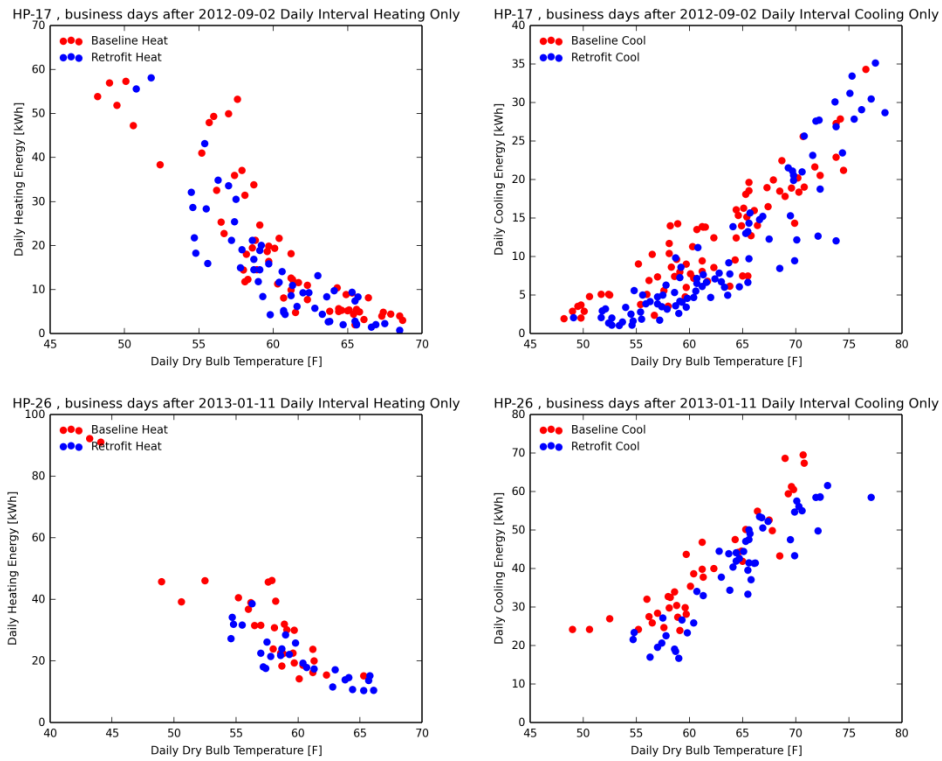 HP-17 , business days after 2012-09-02 Daily Interval Heating Only
70
60
50
40
30
20
10
0
Daily Heating Energy [kWh]
Baseline Heat
Retrofit Heat
45 50 55 60 65 70
Daily Dry Bulb Temperature [F]
HP-17 , business days after 2012-09-02 Daily Interval Cooling Only
40
35
30
25
20
15
10
5
0
Daily Cooling Energy [kWh]
Baseline Cool
Retrofit Cool
45 50 55 60 65 70 75 80
Daily Dry Bulb Temperature [F]
HP-26 , business days after 2013-01-11 Daily Interval Heating Only
100
80
60
40
20
0
Daily Heating Energy [kWh]
Baseline Heat
Retrofit Heat
40 45 50 55 60 65 70
Daily Dry Bulb Temperature [F]
HP-26 , business days after 2013-01-11 Daily Interval Cooling Only
80
70
60
50
40
30
20
10
0
Daily Cooling Energy [kWh]
Baseline Cool
Retrofit Cool
45 50 55 60 65 70 75 80
Daily Dry Bulb Temperature [F]